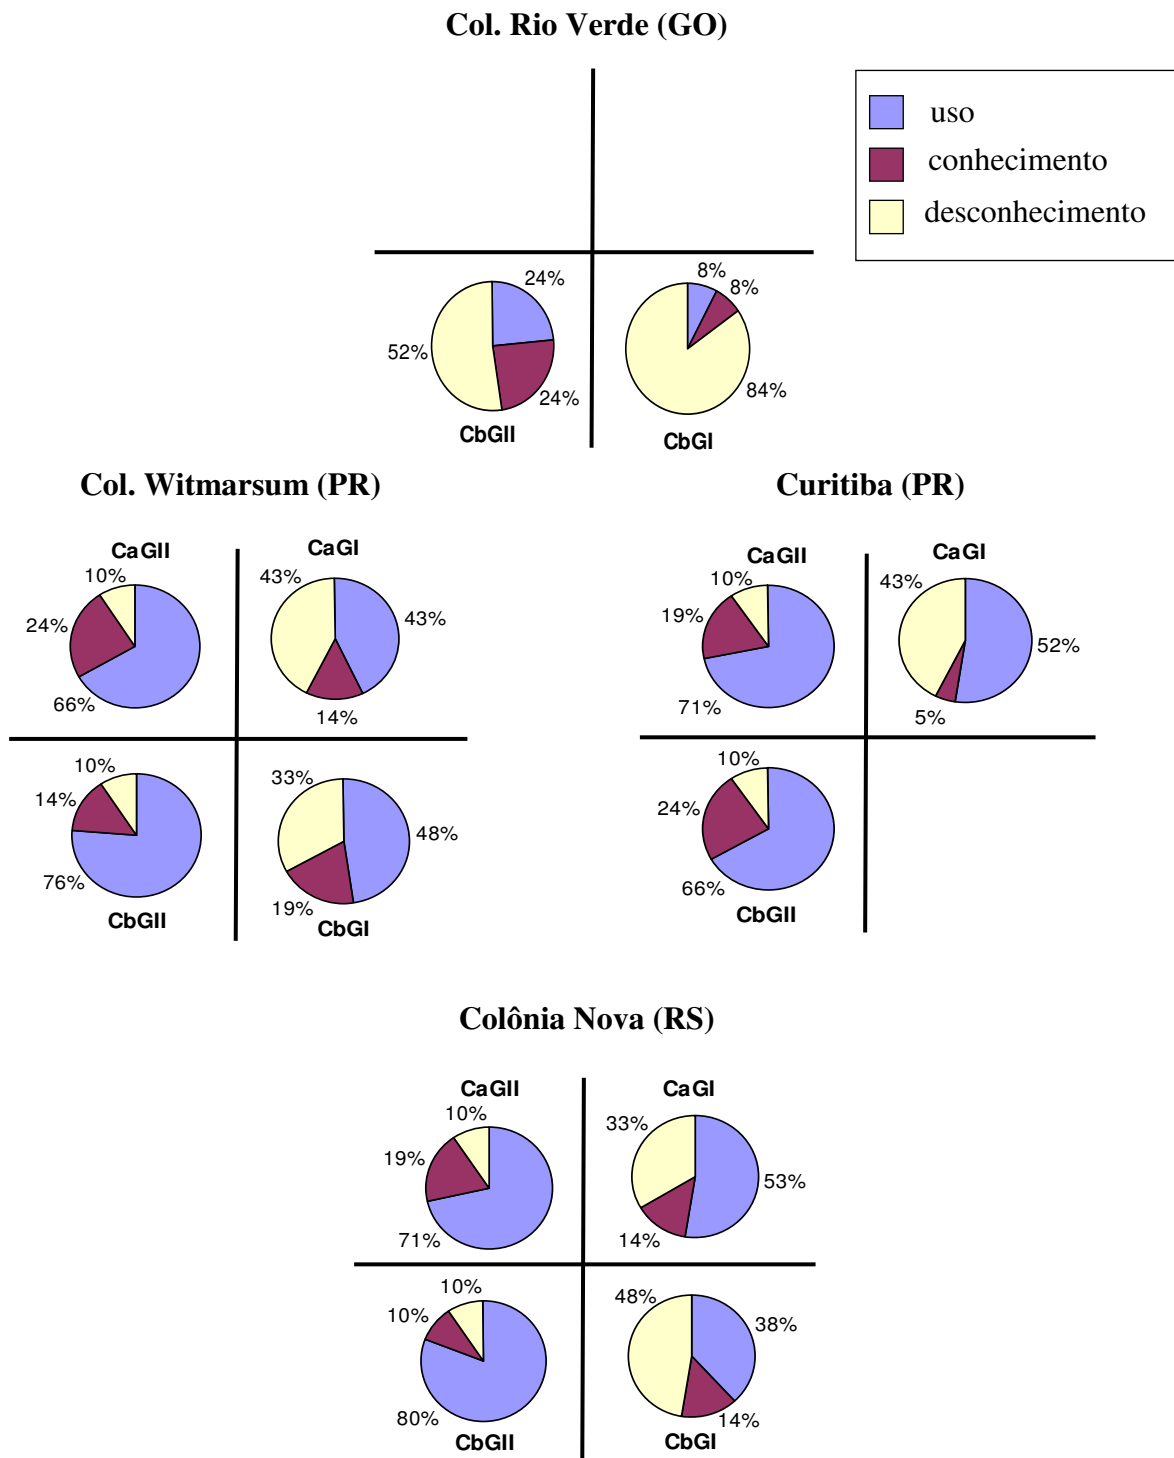 Col. Rio Verde (GO)
uso
conhecimento
desconhecimento
24%
52%
24%
CbGII
8%
8%
84%
CbGI
Col. Witmarsum (PR)
CaGII
10%
24%
66%
CaGI
43%
43%
14%
10%
14%
76%
CbGII
33%
48%
19%
CbGI
Curitiba (PR)
CaGII
10%
19%
71%
CaGI
43%
52%
5%
10%
24%
66%
CbGII
Colônia Nova (RS)
CaGII
10%
19%
71%
CaGI
33%
53%
14%
10%
10%
80%
CbGII
48%
38%
14%
CbGI